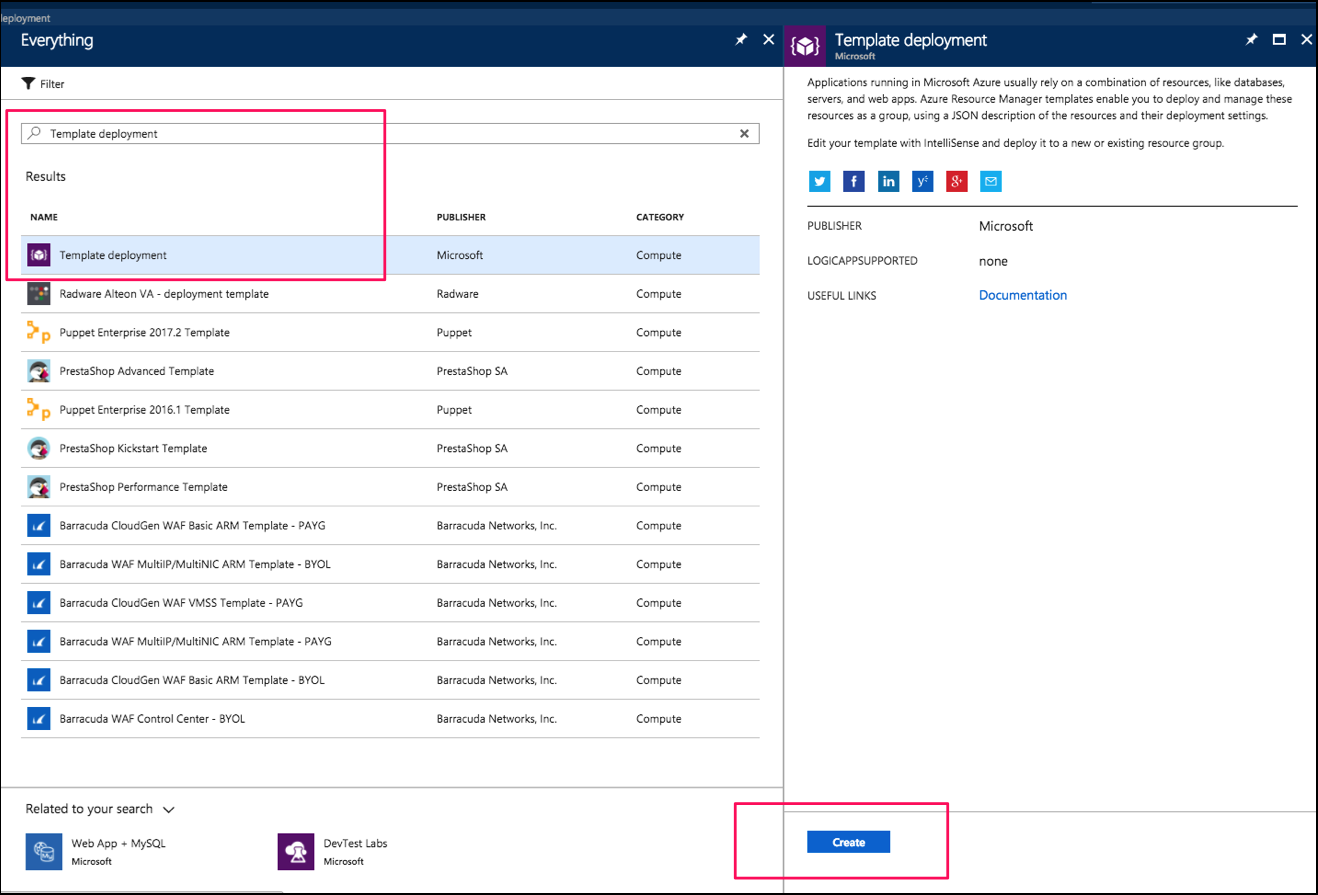 deployment
Everything
Filter
Template deployment
Results
NAME PUBLISHER CATEGORY
Template deployment Microsoft Compute
Radware Alteon VA - deployment template Radware Compute
Puppet Enterprise 2017.2 Template Puppet Compute
PrestaShop Advanced Template PrestaShop SA Compute
Puppet Enterprise 2016.1 Template Puppet Compute
PrestaShop Kickstart Template PrestaShop SA Compute
PrestaShop Performance Template PrestaShop SA Compute
Barracuda CloudGen WAF Basic ARM Template - PAYG Barracuda Networks, Inc. Compute
Barracuda WAF MultiIP/MultiNIC ARM Template - BYOL Barracuda Networks, Inc. Compute
Barracuda CloudGen WAF VMSS Template - PAYG Barracuda Networks, Inc. Compute
Barracuda WAF MultiIP/MultiNIC ARM Template - PAYG Barracuda Networks, Inc. Compute
Barracuda CloudGen WAF Basic ARM Template - BYOL Barracuda Networks, Inc. Compute
Barracuda WAF Control Center - BYOL Barracuda Networks, Inc. Compute
Related to your search
Web App + MySQL
Microsoft
DevTest Labs
Microsoft
Template deployment
Microsoft
Applications running in Microsoft Azure usually rely on a combination of resources, like databases,
servers, and web apps. Azure Resource Manager templates enable you to deploy and manage these
resources as a group, using a JSON description of the resources and their deployment settings.
Edit your template with IntelliSense and deploy it to a new or existing resource group.
PUBLISHER Microsoft
LOGICAPPSUPPORTED none
USEFUL LINKS Documentation
Create